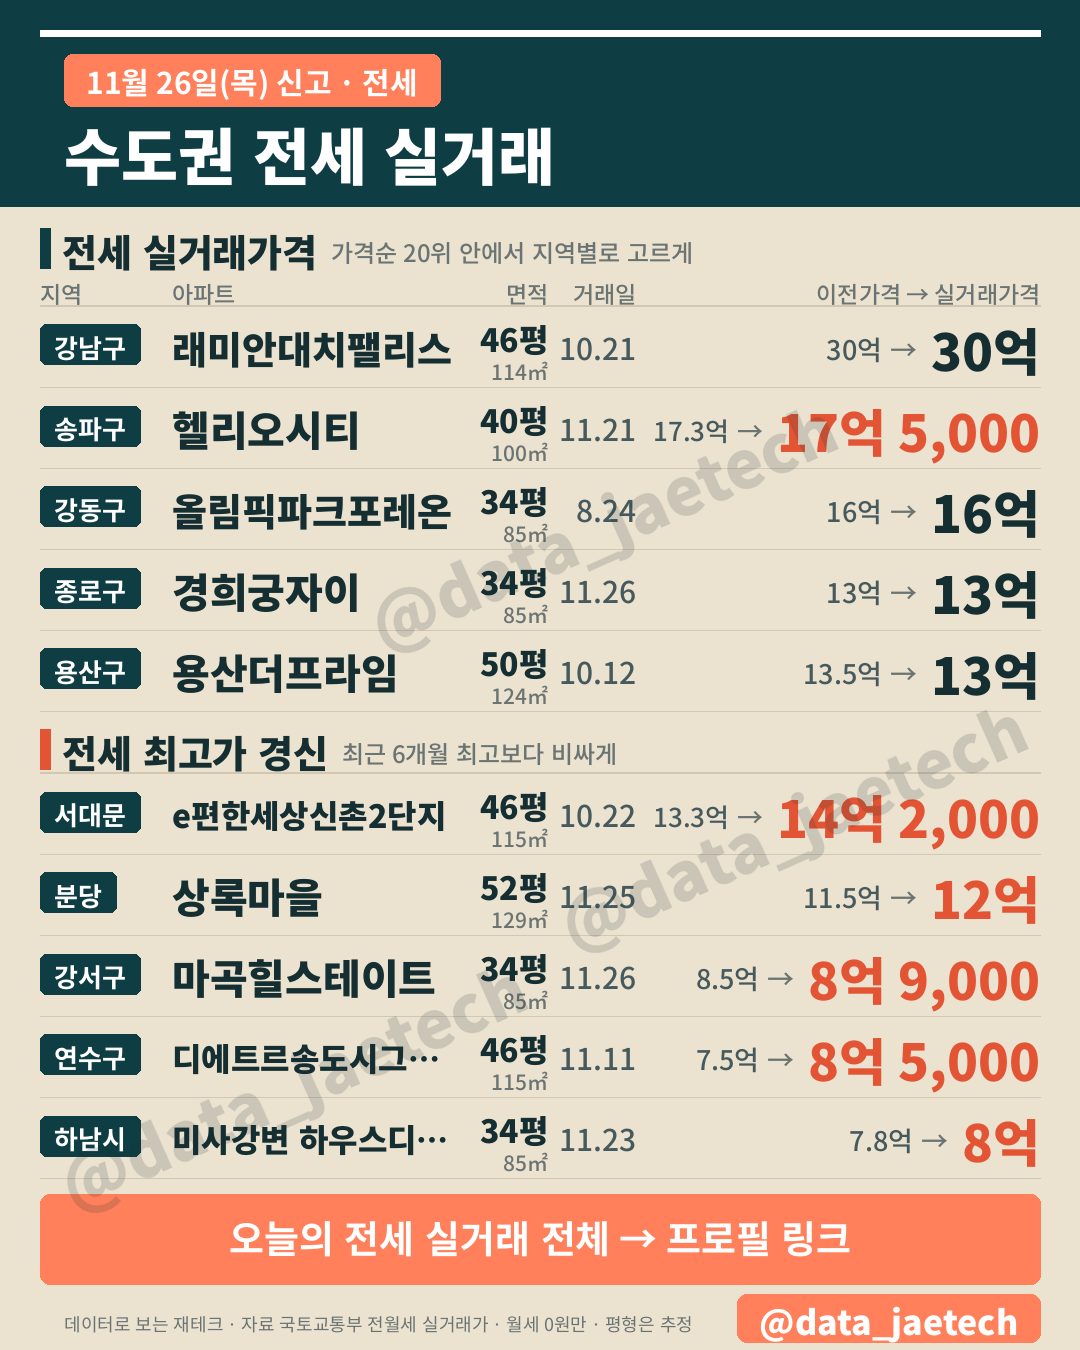 11월 26일(목) 신고 · 전세
수도권 전세 실거래
전세 실거래가격 가격순 20위 안에서 지역별로 고르게
지역 아파트 면적 거래일 이전가격 → 실거래가격
강남구 래미안대치팰리스 46평 114㎡ 10.21 30억 → 30억
송파구 헬리오시티 40평 100㎡ 11.21 17.3억 → 17억 5,000
강동구 올림픽파크포레온 34평 85㎡ 8.24 16억 → 16억
종로구 경희궁자이 34평 85㎡ 11.26 13억 → 13억
용산구 용산더프라임 50평 124㎡ 10.12 13.5억 → 13억
전세 최고가 경신 최근 6개월 최고보다 비싸게
서대문 e편한세상신촌2단지 46평 115㎡ 10.22 13.3억 → 14억 2,000
분당 상록마을 52평 129㎡ 11.25 11.5억 → 12억
강서구 마곡힐스테이트 34평 85㎡ 11.26 8.5억 → 8억 9,000
연수구 디에트르송도시그… 46평 115㎡ 11.11 7.5억 → 8억 5,000
하남시 미사강변 하우스디… 34평 85㎡ 11.23 7.8억 → 8억
@data_jaetech
@data_jaetech
@data_jaetech
오늘의 전세 실거래 전체 → 프로필 링크
데이터로 보는 재테크 · 자료 국토교통부 전월세 실거래가 · 월세 0원만 · 평형은 추정
@data_jaetech